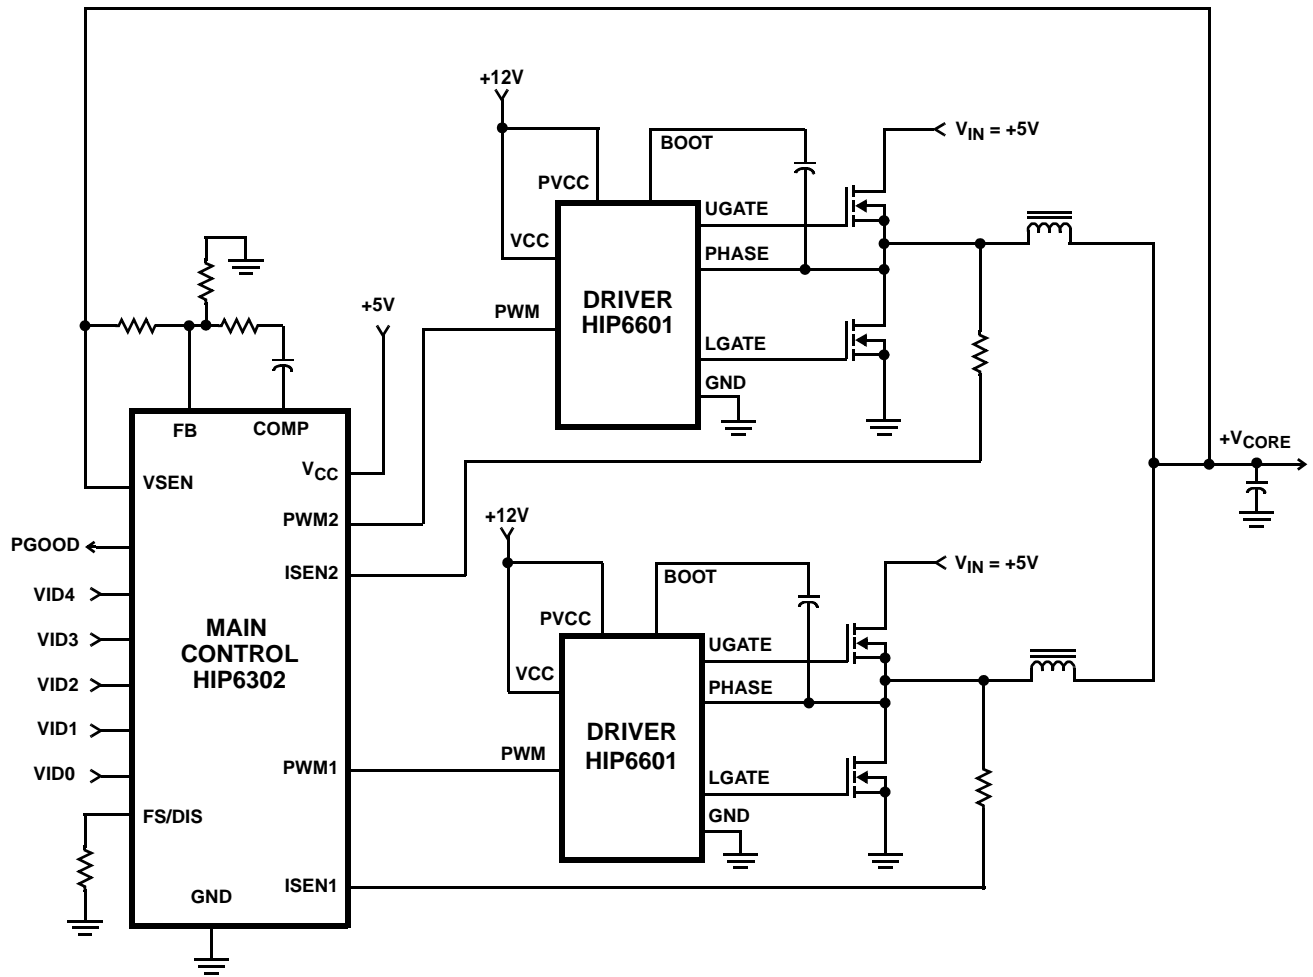 +12V
V_IN = +5V
BOOT
PVCC
UGATE
VCC
PHASE
+5V
PWM
DRIVER
HIP6601
LGATE
GND
FB
COMP
+V_CORE
V_CC
VSEN
PWM2
+12V
PGOOD
ISEN2
BOOT
V_IN = +5V
VID4
PVCC
MAIN
CONTROL
HIP6302
VID3
UGATE
VCC
VID2
PHASE
VID1
DRIVER
HIP6601
PWM
PWM1
VID0
LGATE
FS/DIS
GND
ISEN1
GND